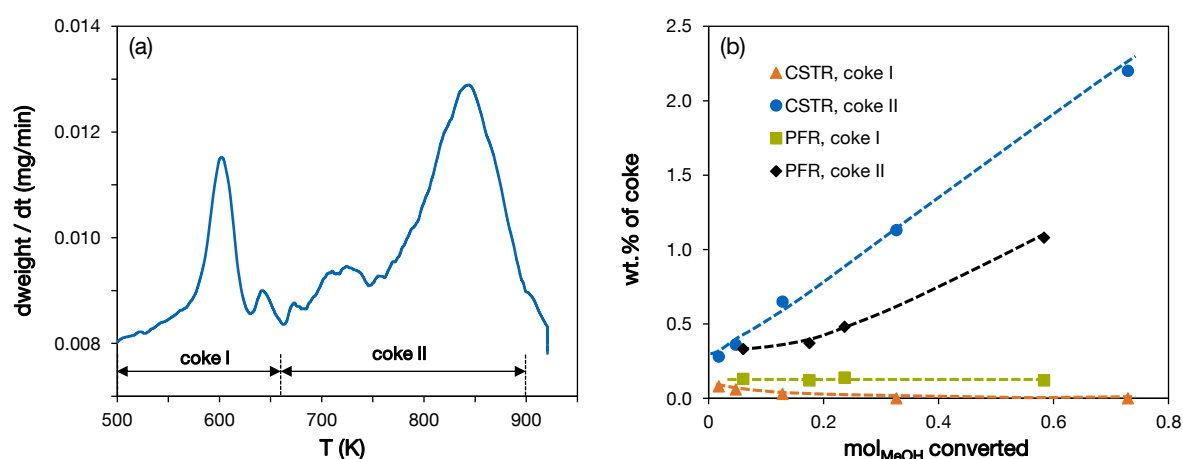 (a)
0.014
0.012
0.010
0.008
dweight / dt (mg/min)
coke I
coke II
500
600
700
800
900
T (K)
(b)
2.5
2.0
1.5
1.0
0.5
0.0
wt.% of coke
CSTR, coke I
CSTR, coke II
PFR, coke I
PFR, coke II
0
0.2
0.4
0.6
0.8
mol_MeOH converted